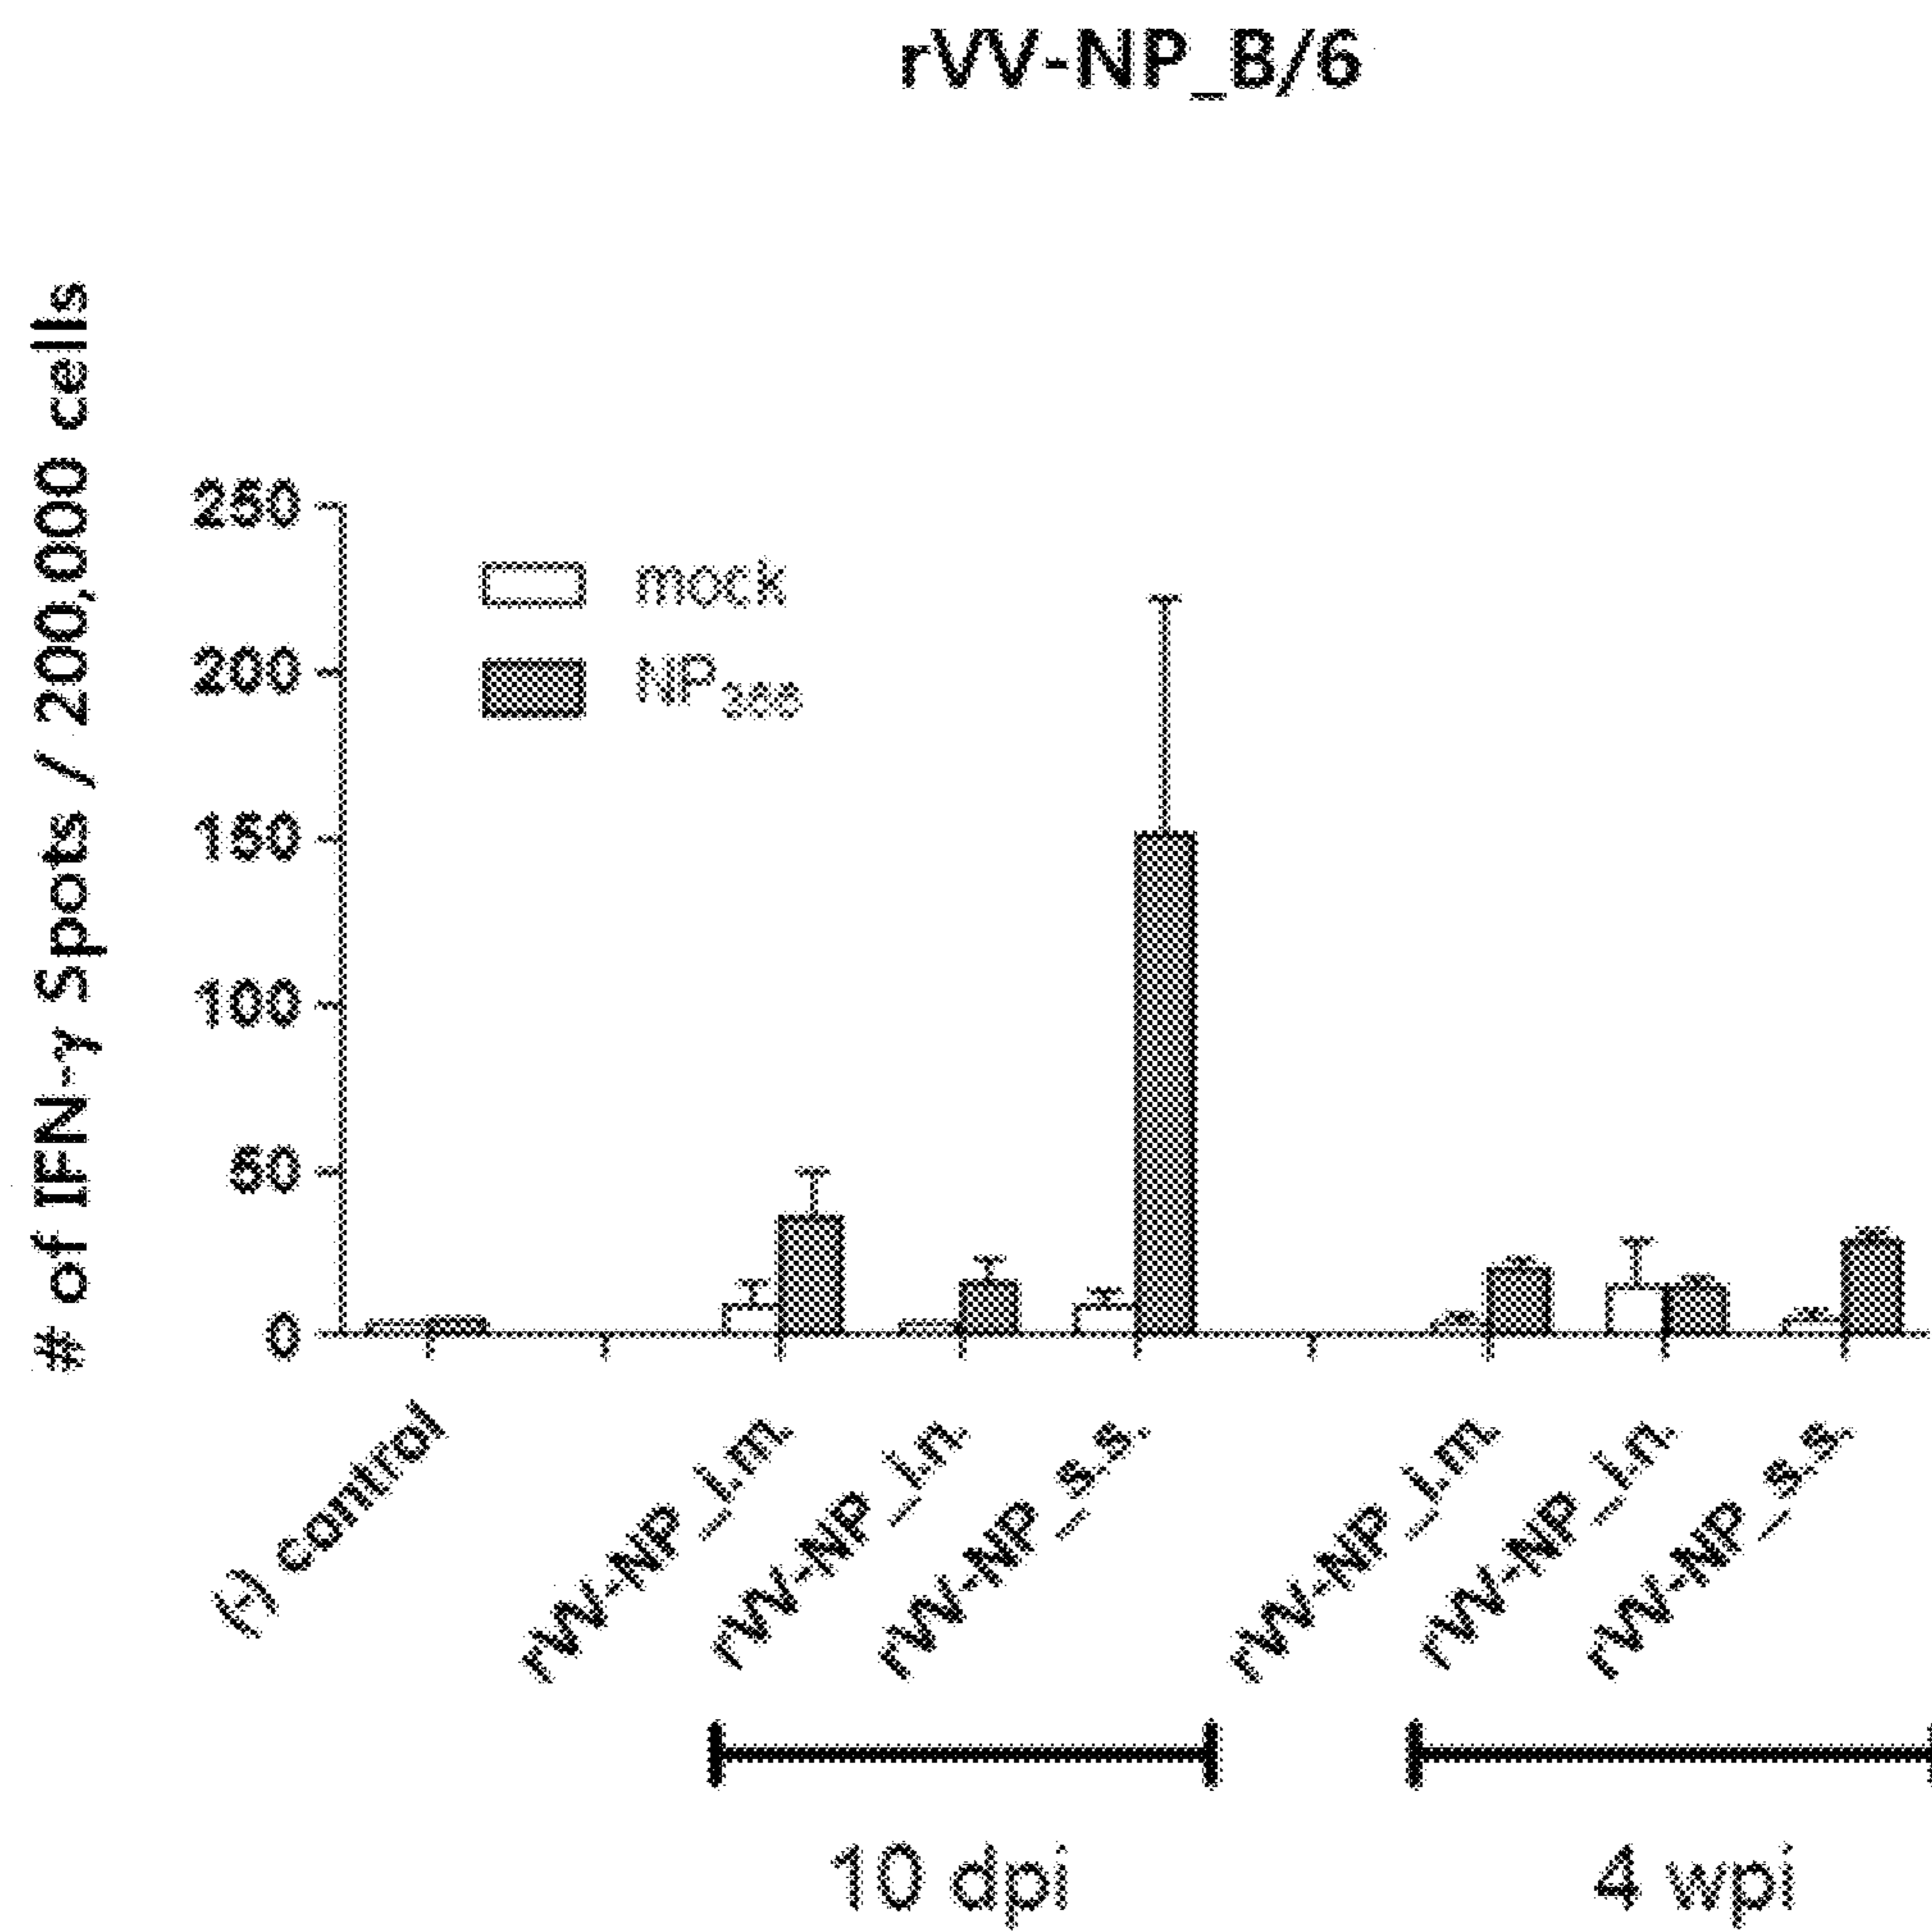 rVV-NP_B/6
# of IFN-γ Spots / 200,000 cells
250
200
150
100
50
0
mock
NP366
(-) control
rVV-NP_i.m.
rVV-NP_i.n.
rVV-NP_s.s.
rVV-NP_i.m.
rVV-NP_i.n.
rVV-NP_s.s.
10 dpi
4 wpi